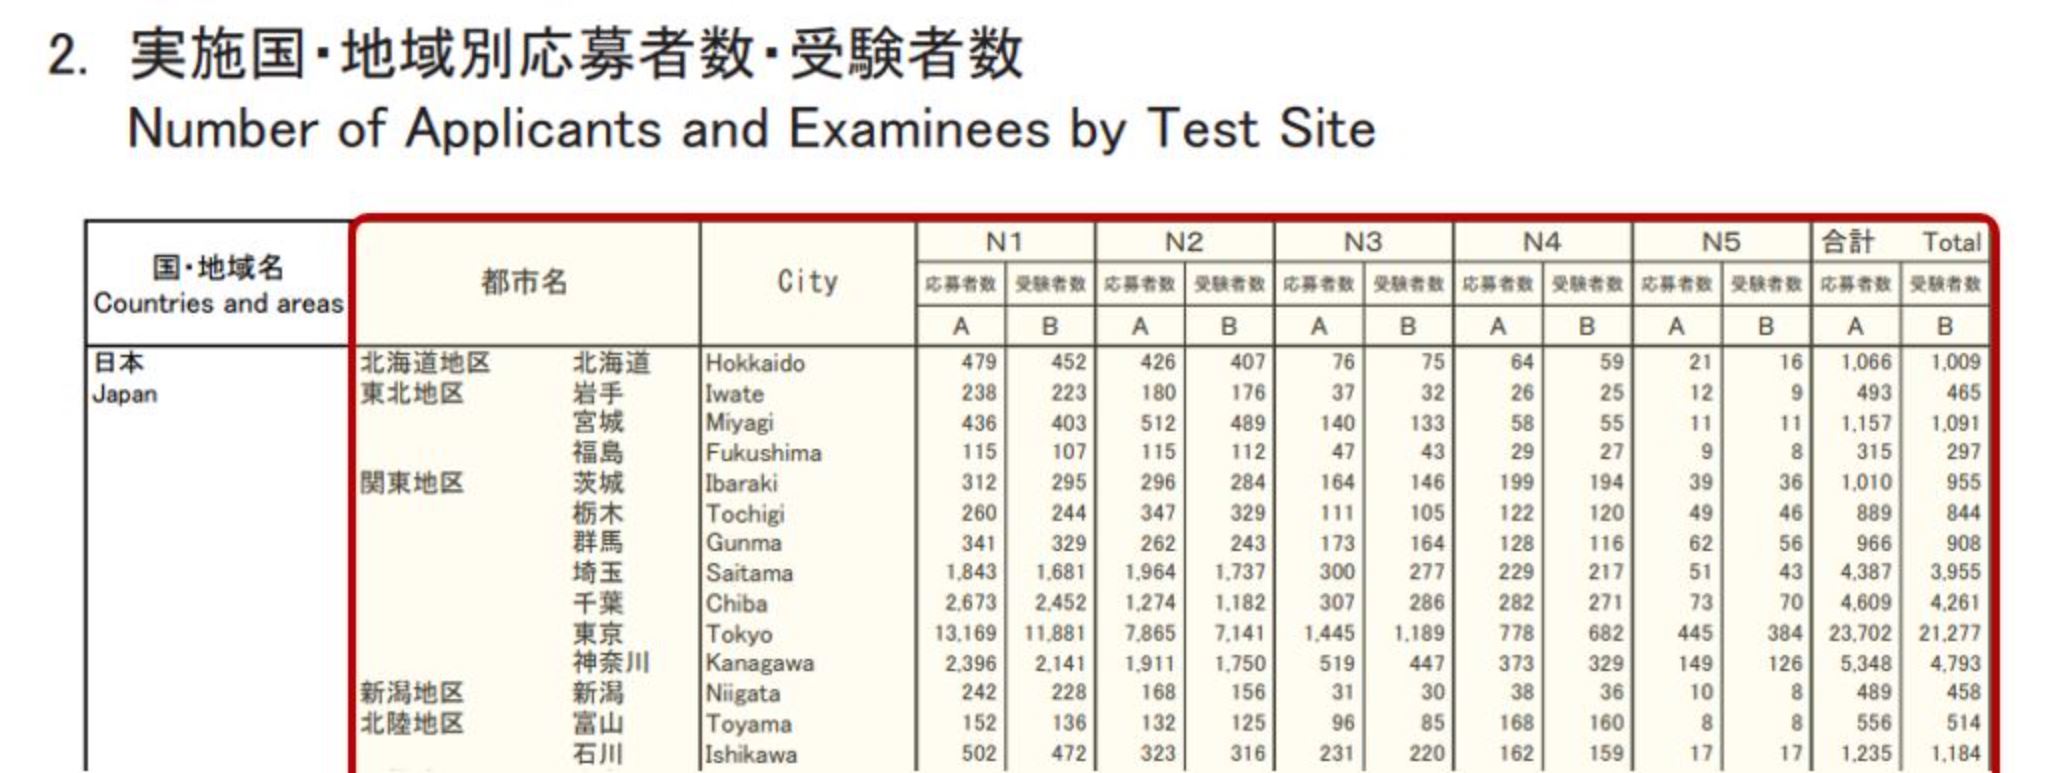 2. 実施国・地域別応募者数・受験者数
Number of Applicants and Examinees by Test Site
国・地域名 都市名 City N1 N2 N3 N4 N5 合計 Total
Countries and areas 応募者数 受験者数 応募者数 受験者数 応募者数 受験者数 応募者数 受験者数 応募者数 受験者数 応募者数 受験者数
A B A B A B A B A B A B
日本 北海道地区 北海道 Hokkaido 479 452 426 407 76 75 64 59 21 16 1,066 1,009
Japan 東北地区 岩手 Iwate 238 223 180 176 37 32 26 25 12 9 493 465
宮城 Miyagi 436 403 512 489 140 133 58 55 11 11 1,157 1,091
福島 Fukushima 115 107 115 112 47 43 29 27 9 8 315 297
関東地区 茨城 Ibaraki 312 295 296 284 164 146 199 194 39 36 1,010 955
栃木 Tochigi 260 244 347 329 111 105 122 120 49 46 889 844
群馬 Gunma 341 329 262 243 173 164 128 116 62 56 966 908
埼玉 Saitama 1,843 1,681 1,964 1,737 300 277 229 217 51 43 4,387 3,955
千葉 Chiba 2,673 2,452 1,274 1,182 307 286 282 271 73 70 4,609 4,261
東京 Tokyo 13,169 11,881 7,865 7,141 1,445 1,189 778 682 445 384 23,702 21,277
神奈川 Kanagawa 2,396 2,141 1,911 1,750 519 447 373 329 149 126 5,348 4,793
新潟地区 新潟 Niigata 242 228 168 156 31 30 38 36 10 8 489 458
北陸地区 富山 Toyama 152 136 132 125 96 85 168 160 8 8 556 514
石川 Ishikawa 502 472 323 316 231 220 162 159 17 17 1,235 1,184